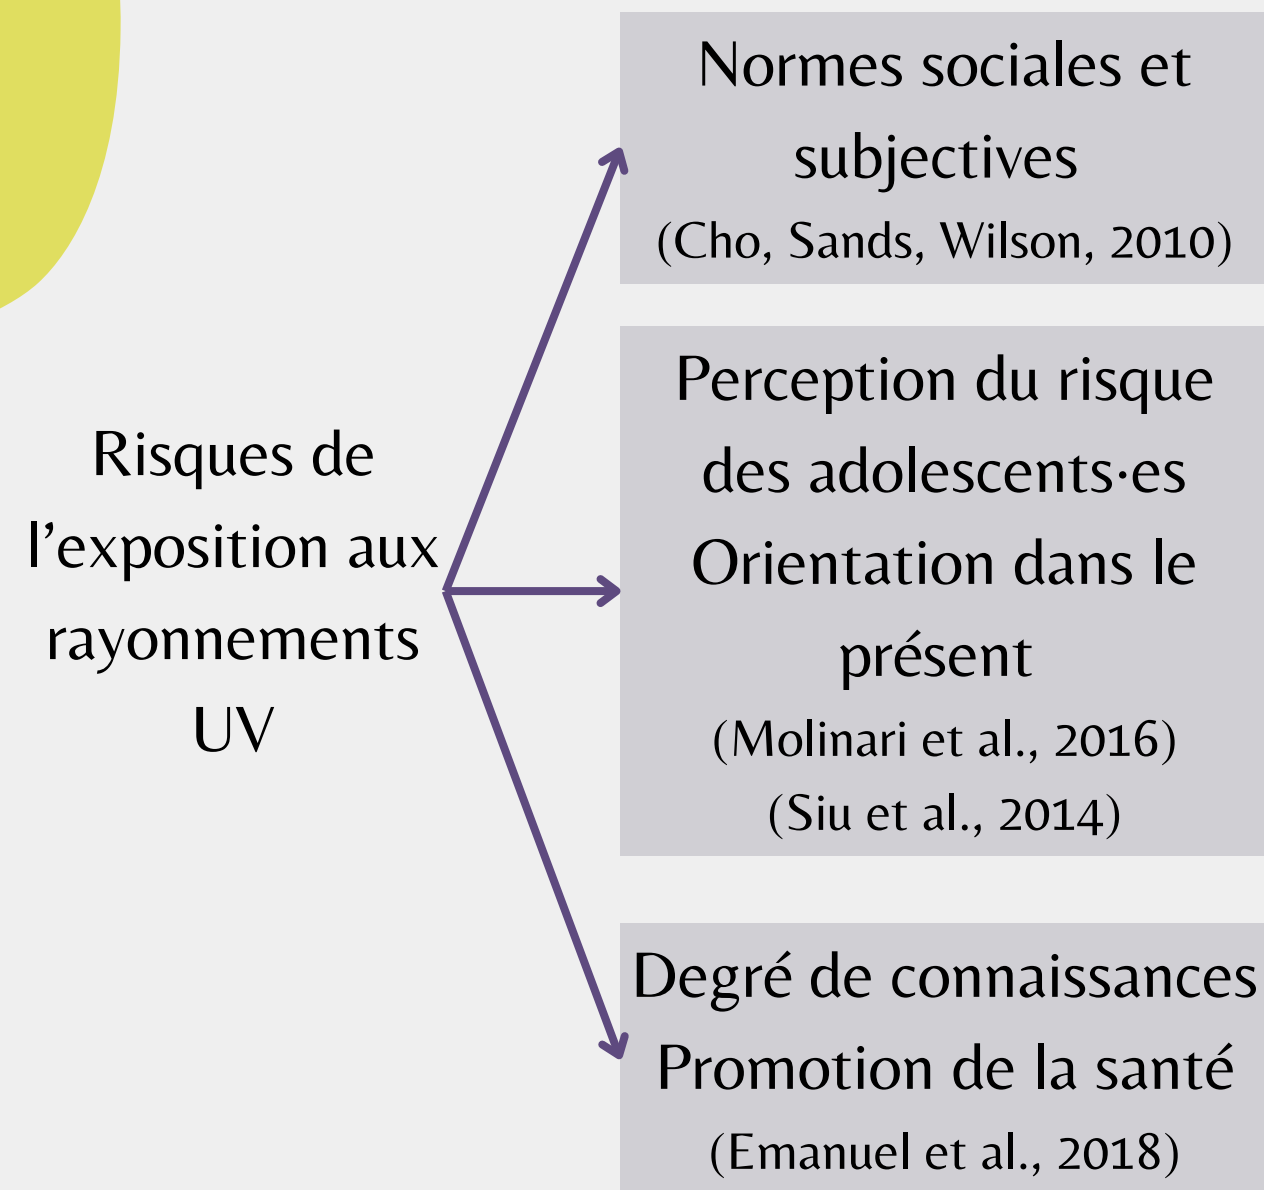 Risques de
l’exposition aux
rayonnements
UV
Normes sociales et
subjectives
(Cho, Sands, Wilson, 2010)
Perception du risque
des adolescents·es
Orientation dans le
présent
(Molinari et al., 2016)
(Siu et al., 2014)
Degré de connaissances
Promotion de la santé
(Emanuel et al., 2018)